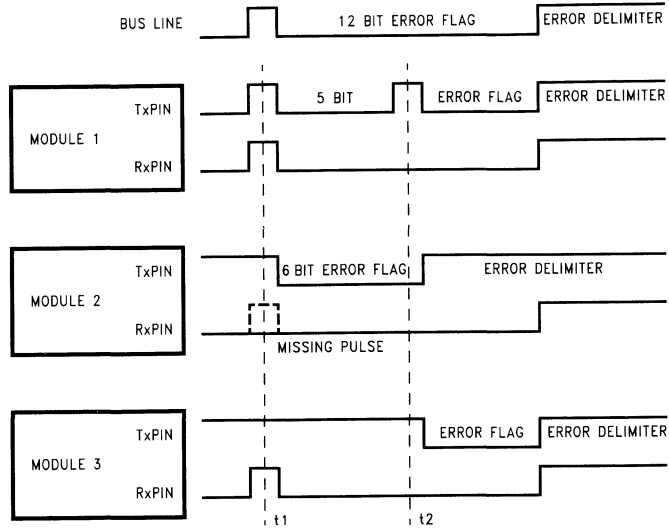 BUS LINE 12 BIT ERROR FLAG ERROR DELIMITER
TxPIN 5 BIT ERROR FLAG ERROR DELIMITER
MODULE 1
RxPIN
TxPIN 6 BIT ERROR FLAG ERROR DELIMITER
MODULE 2
RxPIN
MISSING PULSE
TxPIN ERROR FLAG ERROR DELIMITER
MODULE 3
RxPIN
t1 t2